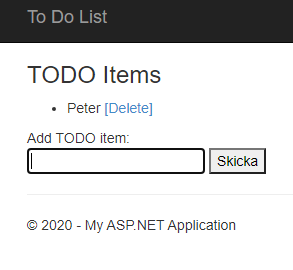 To Do List
TODO Items
Peter [Delete]
Add TODO item:
Skicka
© 2020 - My ASP.NET Application